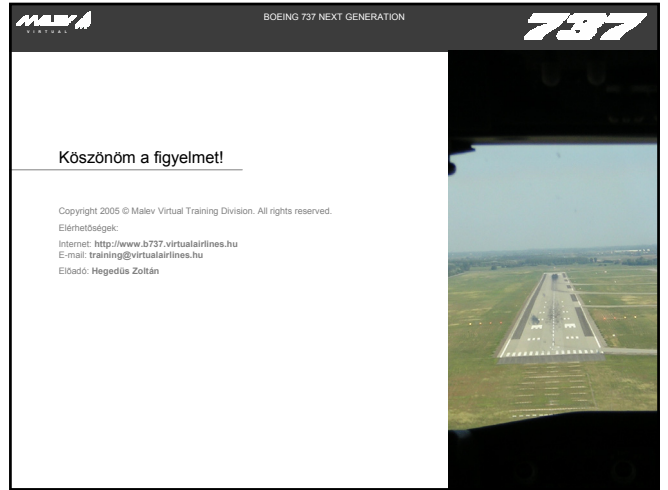 MALEV
VIRTUAL
BOEING 737 NEXT GENERATION
737
Köszönöm a figyelmet!
Copyright 2005 © Malev Virtual Training Division. All rights reserved.
Elérhetőségek:
Internet: http://www.b737.virtualairlines.hu
E-mail: training@virtualairlines.hu
Előadó: Hegedűs Zoltán